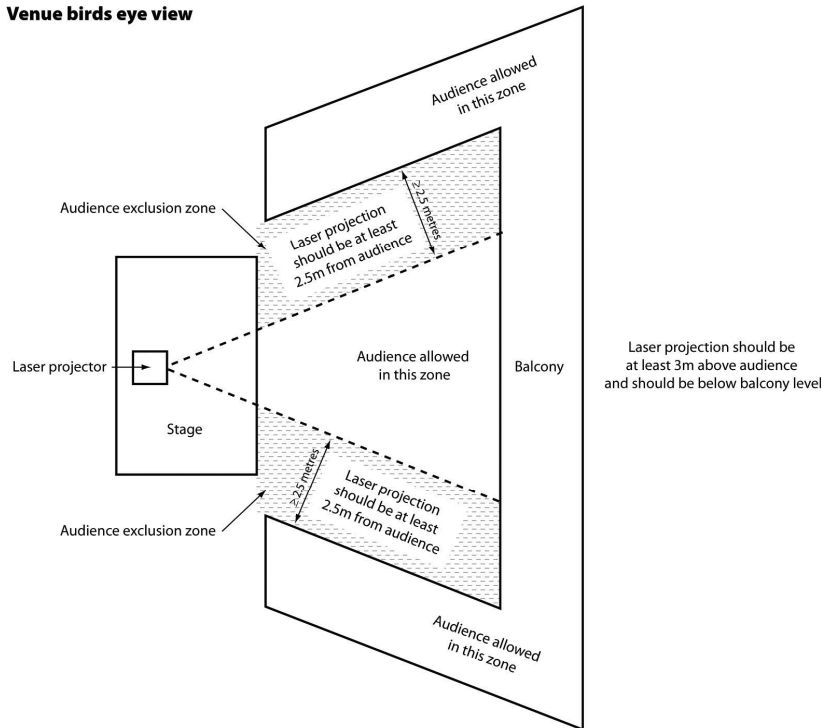 Venue birds eye view
Audience allowed
in this zone
Audience exclusion zone
≥ 2.5 metres
Laser projection
should be at least
2.5m from audience
Laser projector
Audience allowed
in this zone
Balcony
Laser projection should be
at least 3m above audience
and should be below balcony level
Stage
≥ 2.5 metres
Laser projection
should be at least
2.5m from audience
Audience exclusion zone
Audience allowed
in this zone